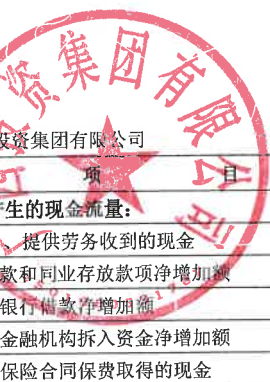 资集团有限公司
投资集团有限公司
项 目
生的现金流量:
、提供劳务收到的现金
款和同业存放款项净增加额
银行借款净增加额
金融机构拆入资金净增加额
保险合同保费取得的现金